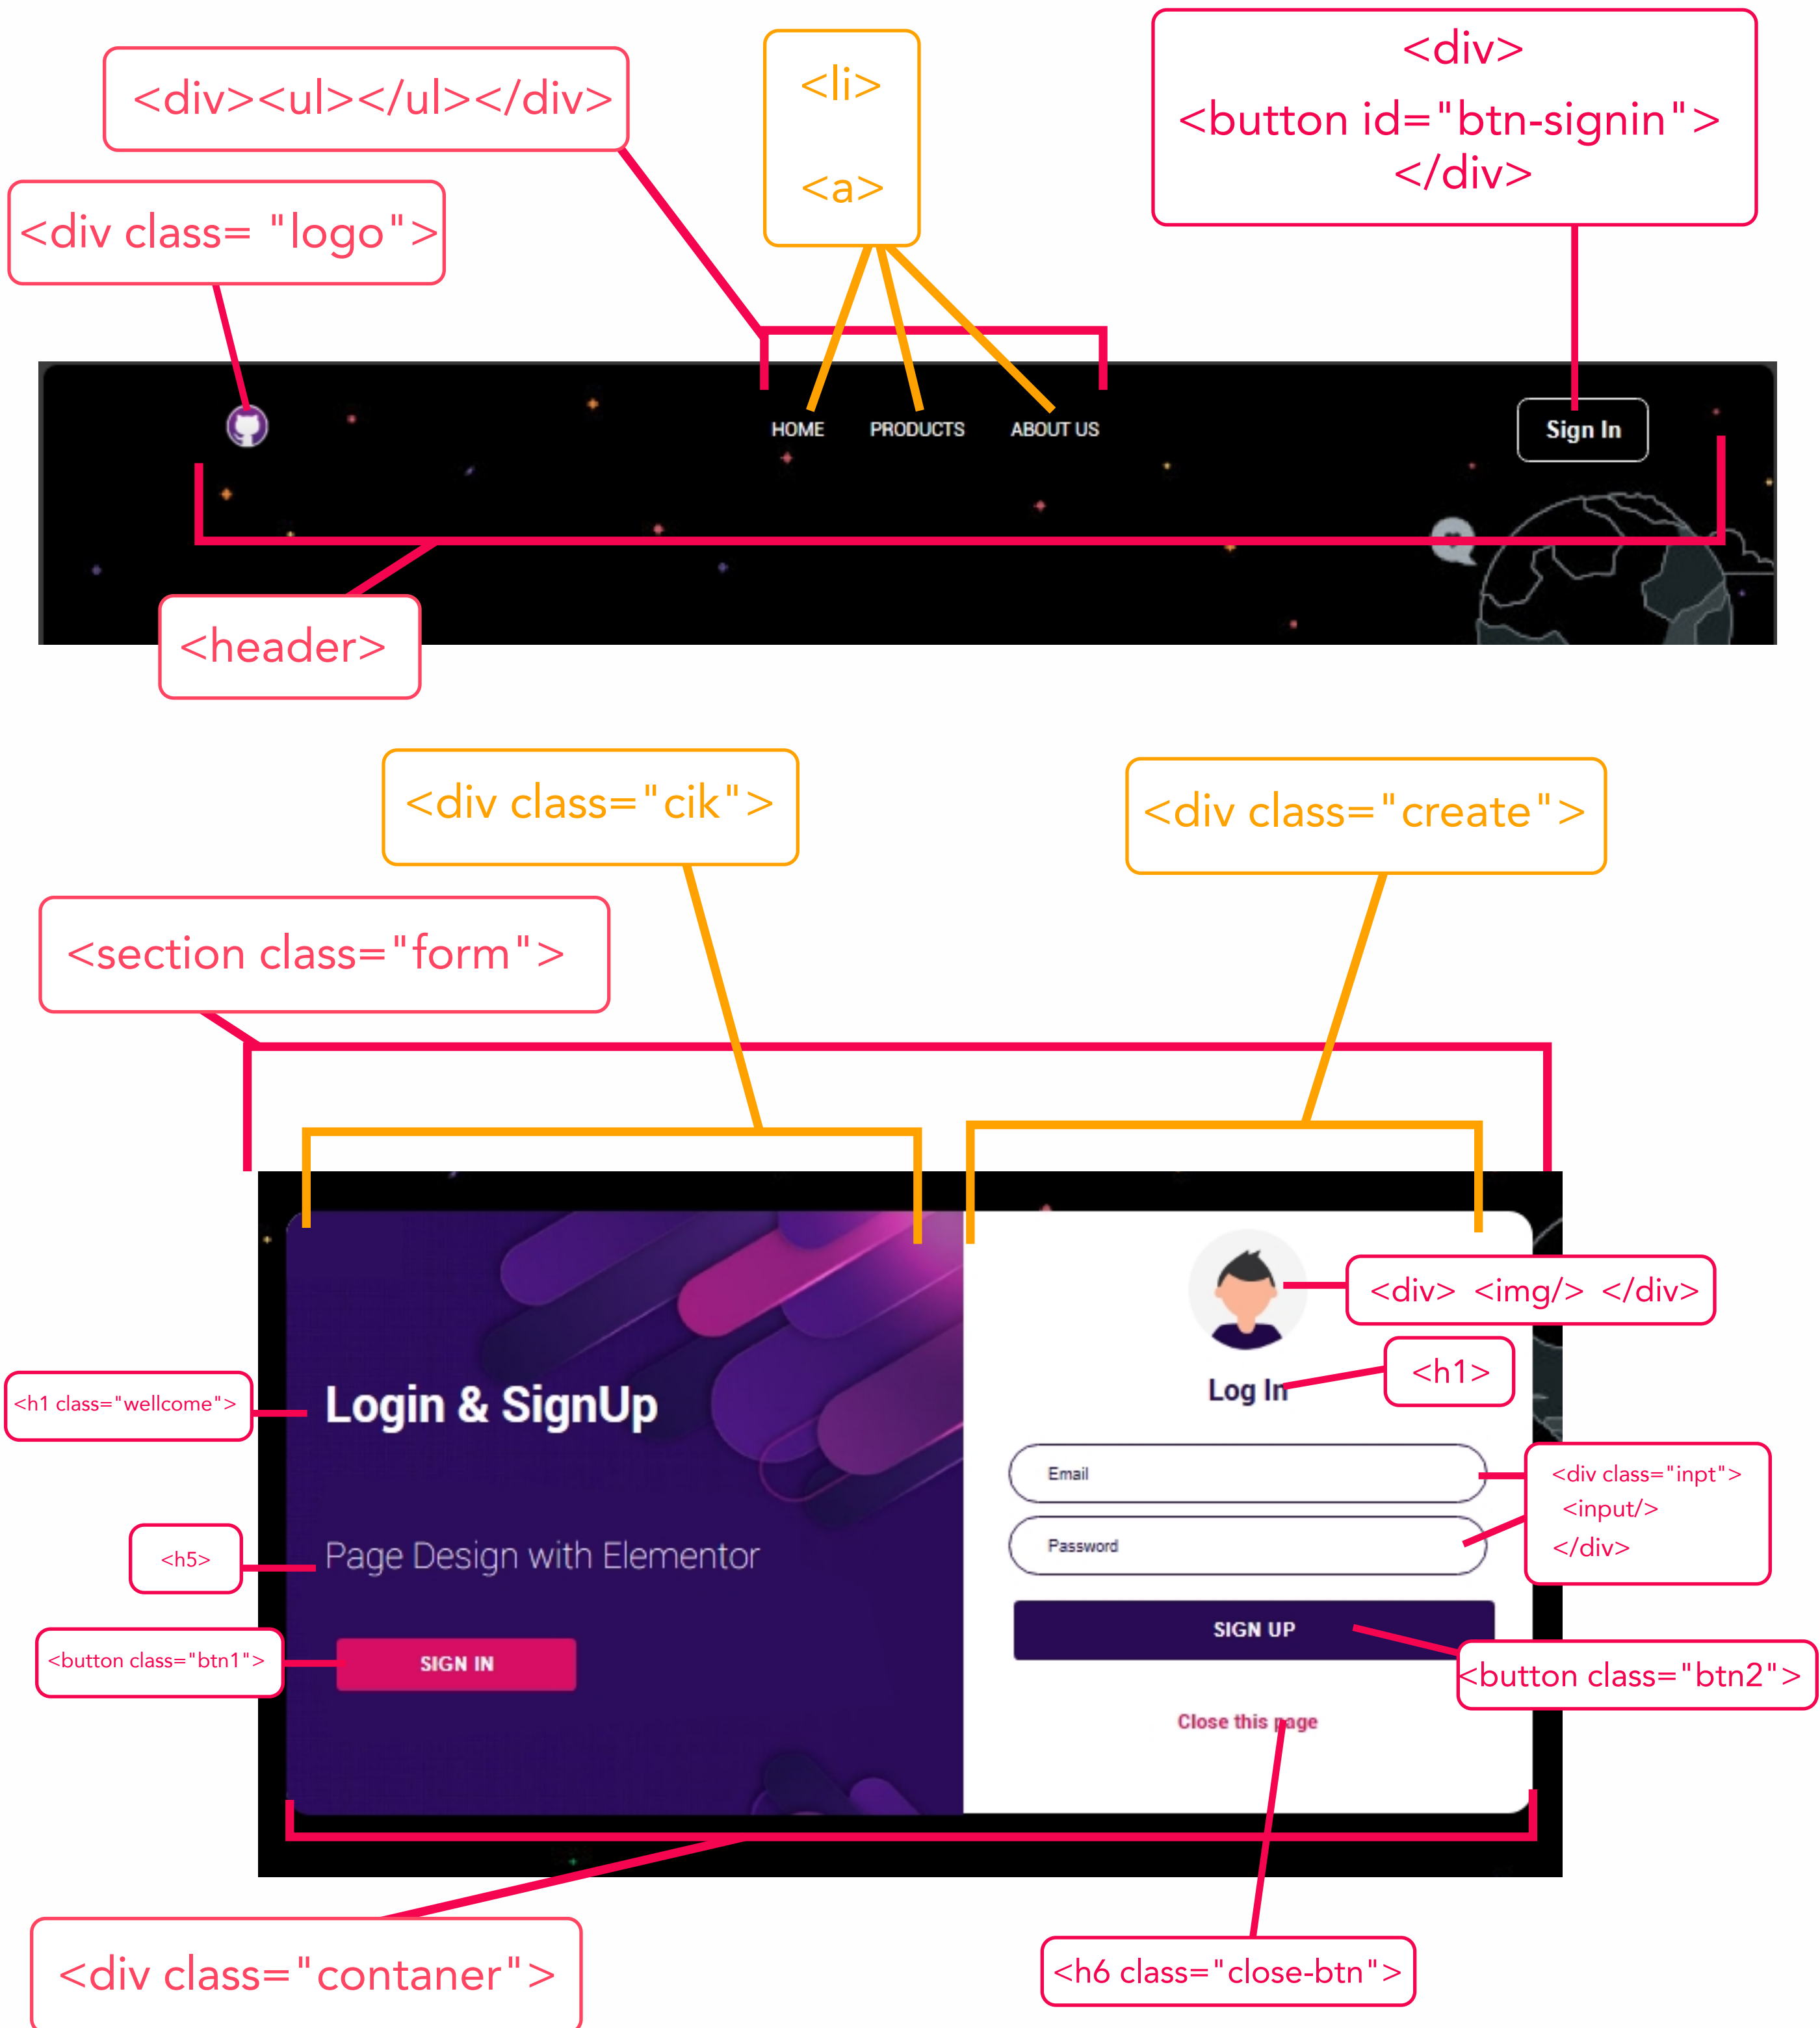 <div>
<button id="btn-signin">
</div>
<div><ul></ul></div>
<li>
<a>
<div class= "logo">
HOME
PRODUCTS
ABOUT US
Sign In
<header>
<div class="cik">
<div class="create">
<section class="form">
<div> <img/> </div>
<h1>
Log In
<h1 class="wellcome">
Login & SignUp
Email
<div class="inpt">
<input/>
</div>
Password
<h5>
Page Design with Elementor
SIGN UP
<button class="btn1">
SIGN IN
<button class="btn2">
Close this page
<div class="contaner">
<h6 class="close-btn">